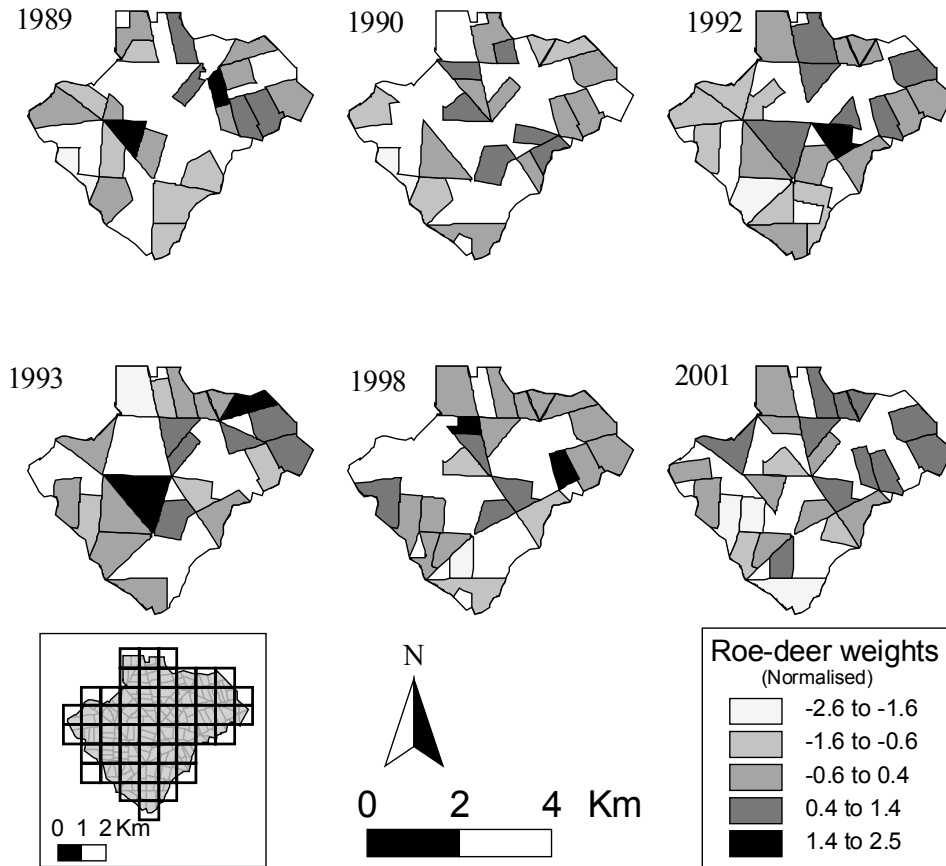 1989
1990
1992
1993
1998
2001
0 1 2 Km
N
0 2 4 Km
Roe-deer weights
(Normalised)
-2.6 to -1.6
-1.6 to -0.6
-0.6 to 0.4
0.4 to 1.4
1.4 to 2.5